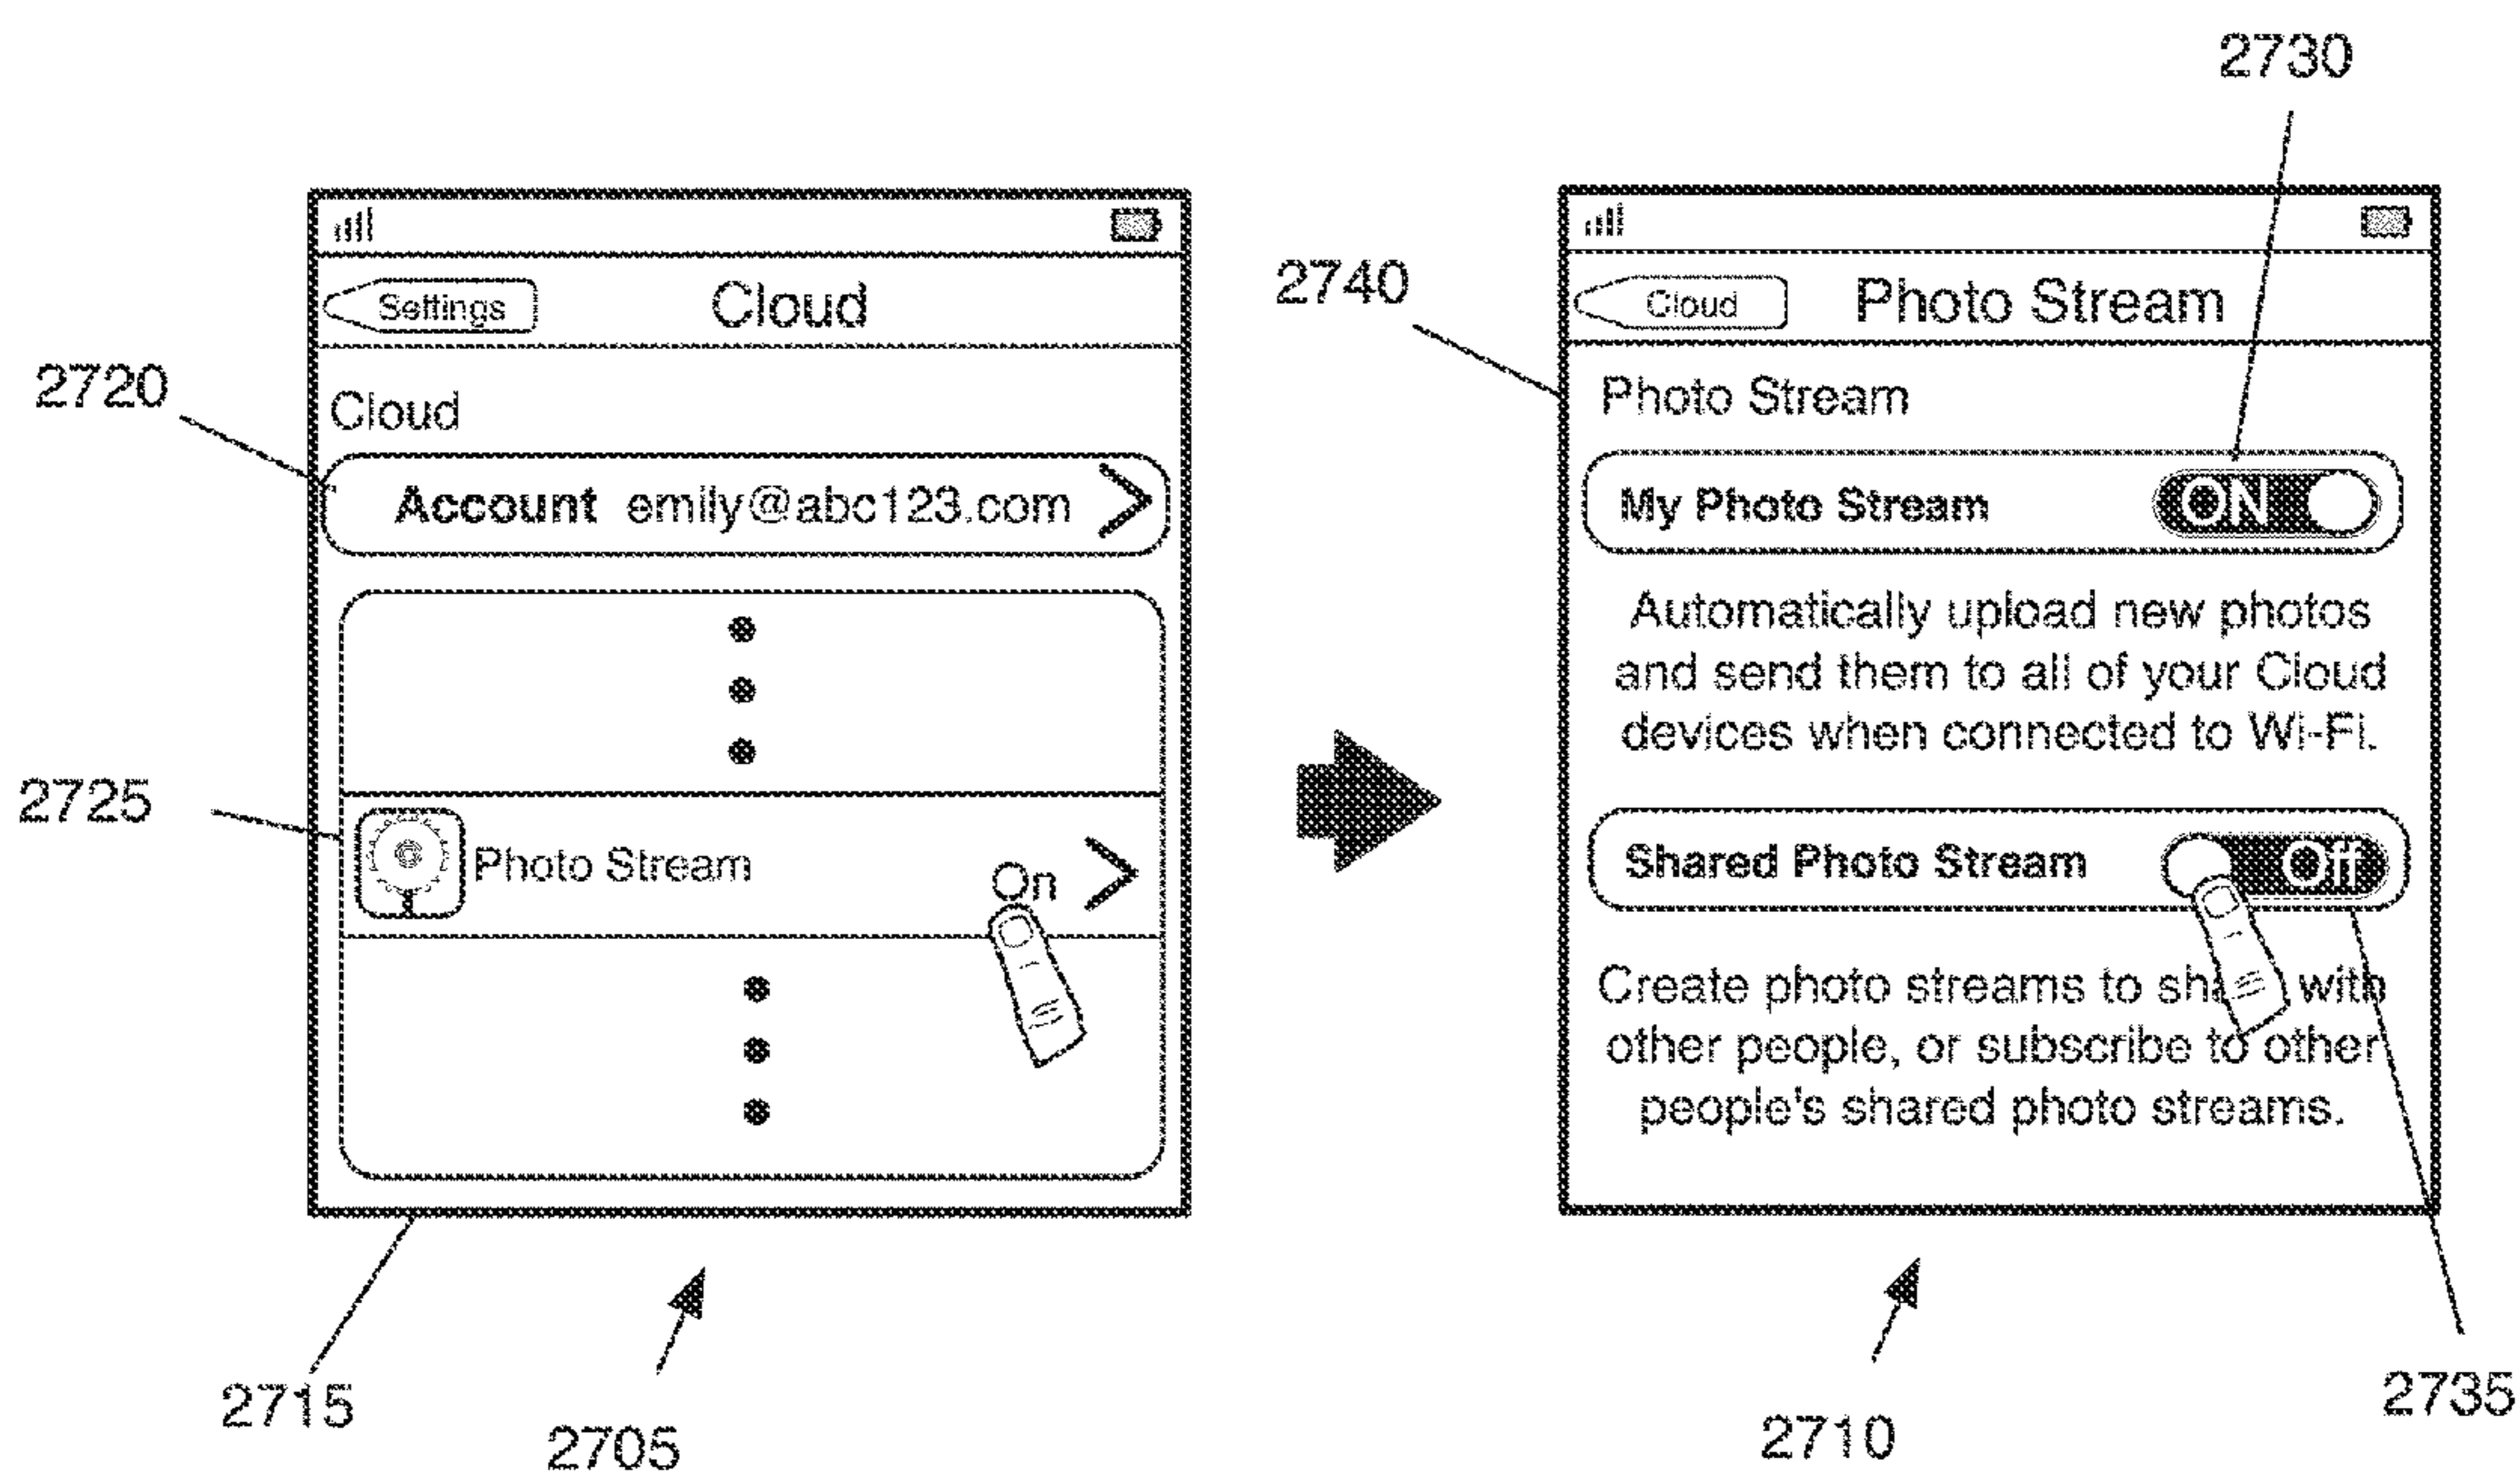 2730
Settings
Cloud
2740
Cloud
Photo Stream
2720
Cloud
Photo Stream
Account emily@abc123.com
My Photo Stream
ON
Automatically upload new photos
and send them to all of your Cloud
devices when connected to Wi-Fi.
2725
Photo Stream
On
Shared Photo Stream
Off
Create photo streams to sha with
other people, or subscribe to other
people's shared photo streams.
2715
2705
2710
2735